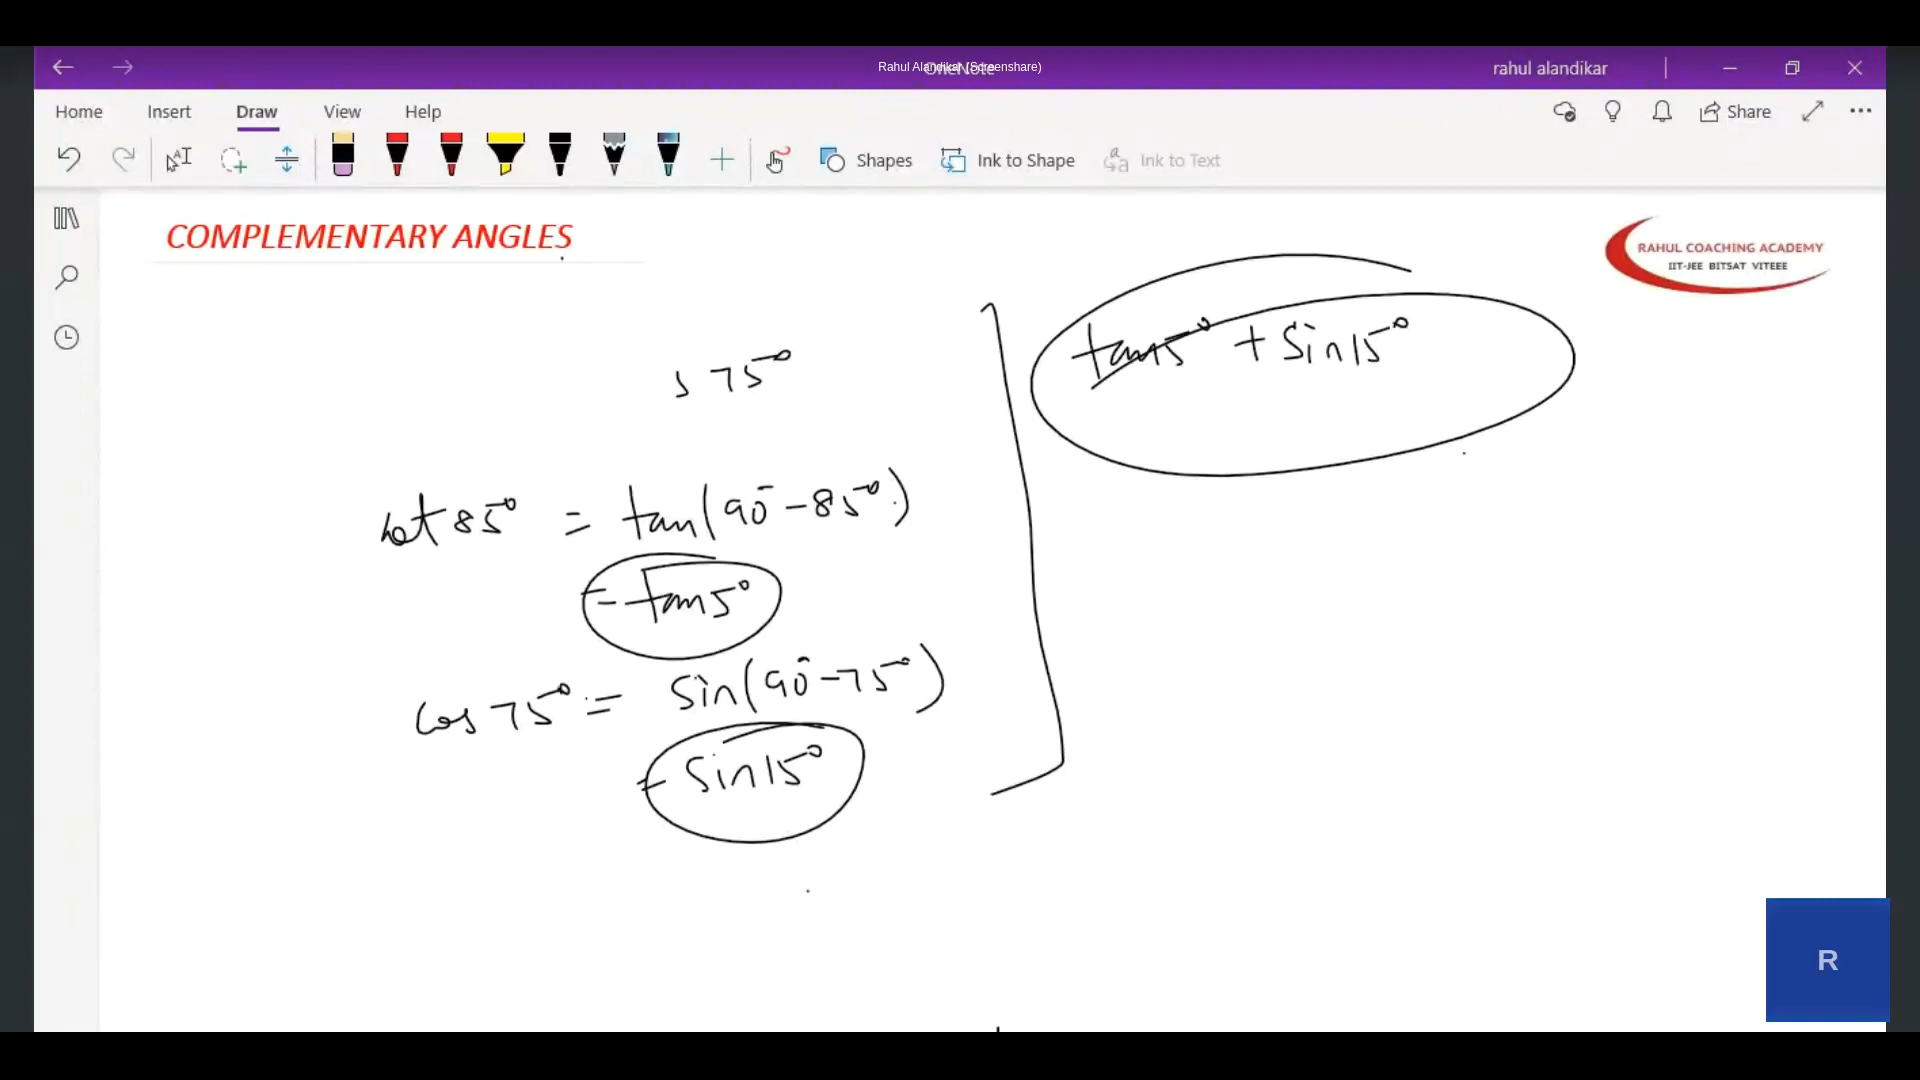 Rahul Alandikar (Screenshare)
rahul alandikar
Home Insert Draw View Help
Share
Shapes Ink to Shape Ink to Text
COMPLEMENTARY ANGLES
RAHUL COACHING ACADEMY
IIT-JEE BITSAT VITEEE
tan5° + Sin15°
s 75°
cot 85° = tan(90° - 85°)
= tan5°
cos 75° = sin(90° - 75°)
= Sin15°
R